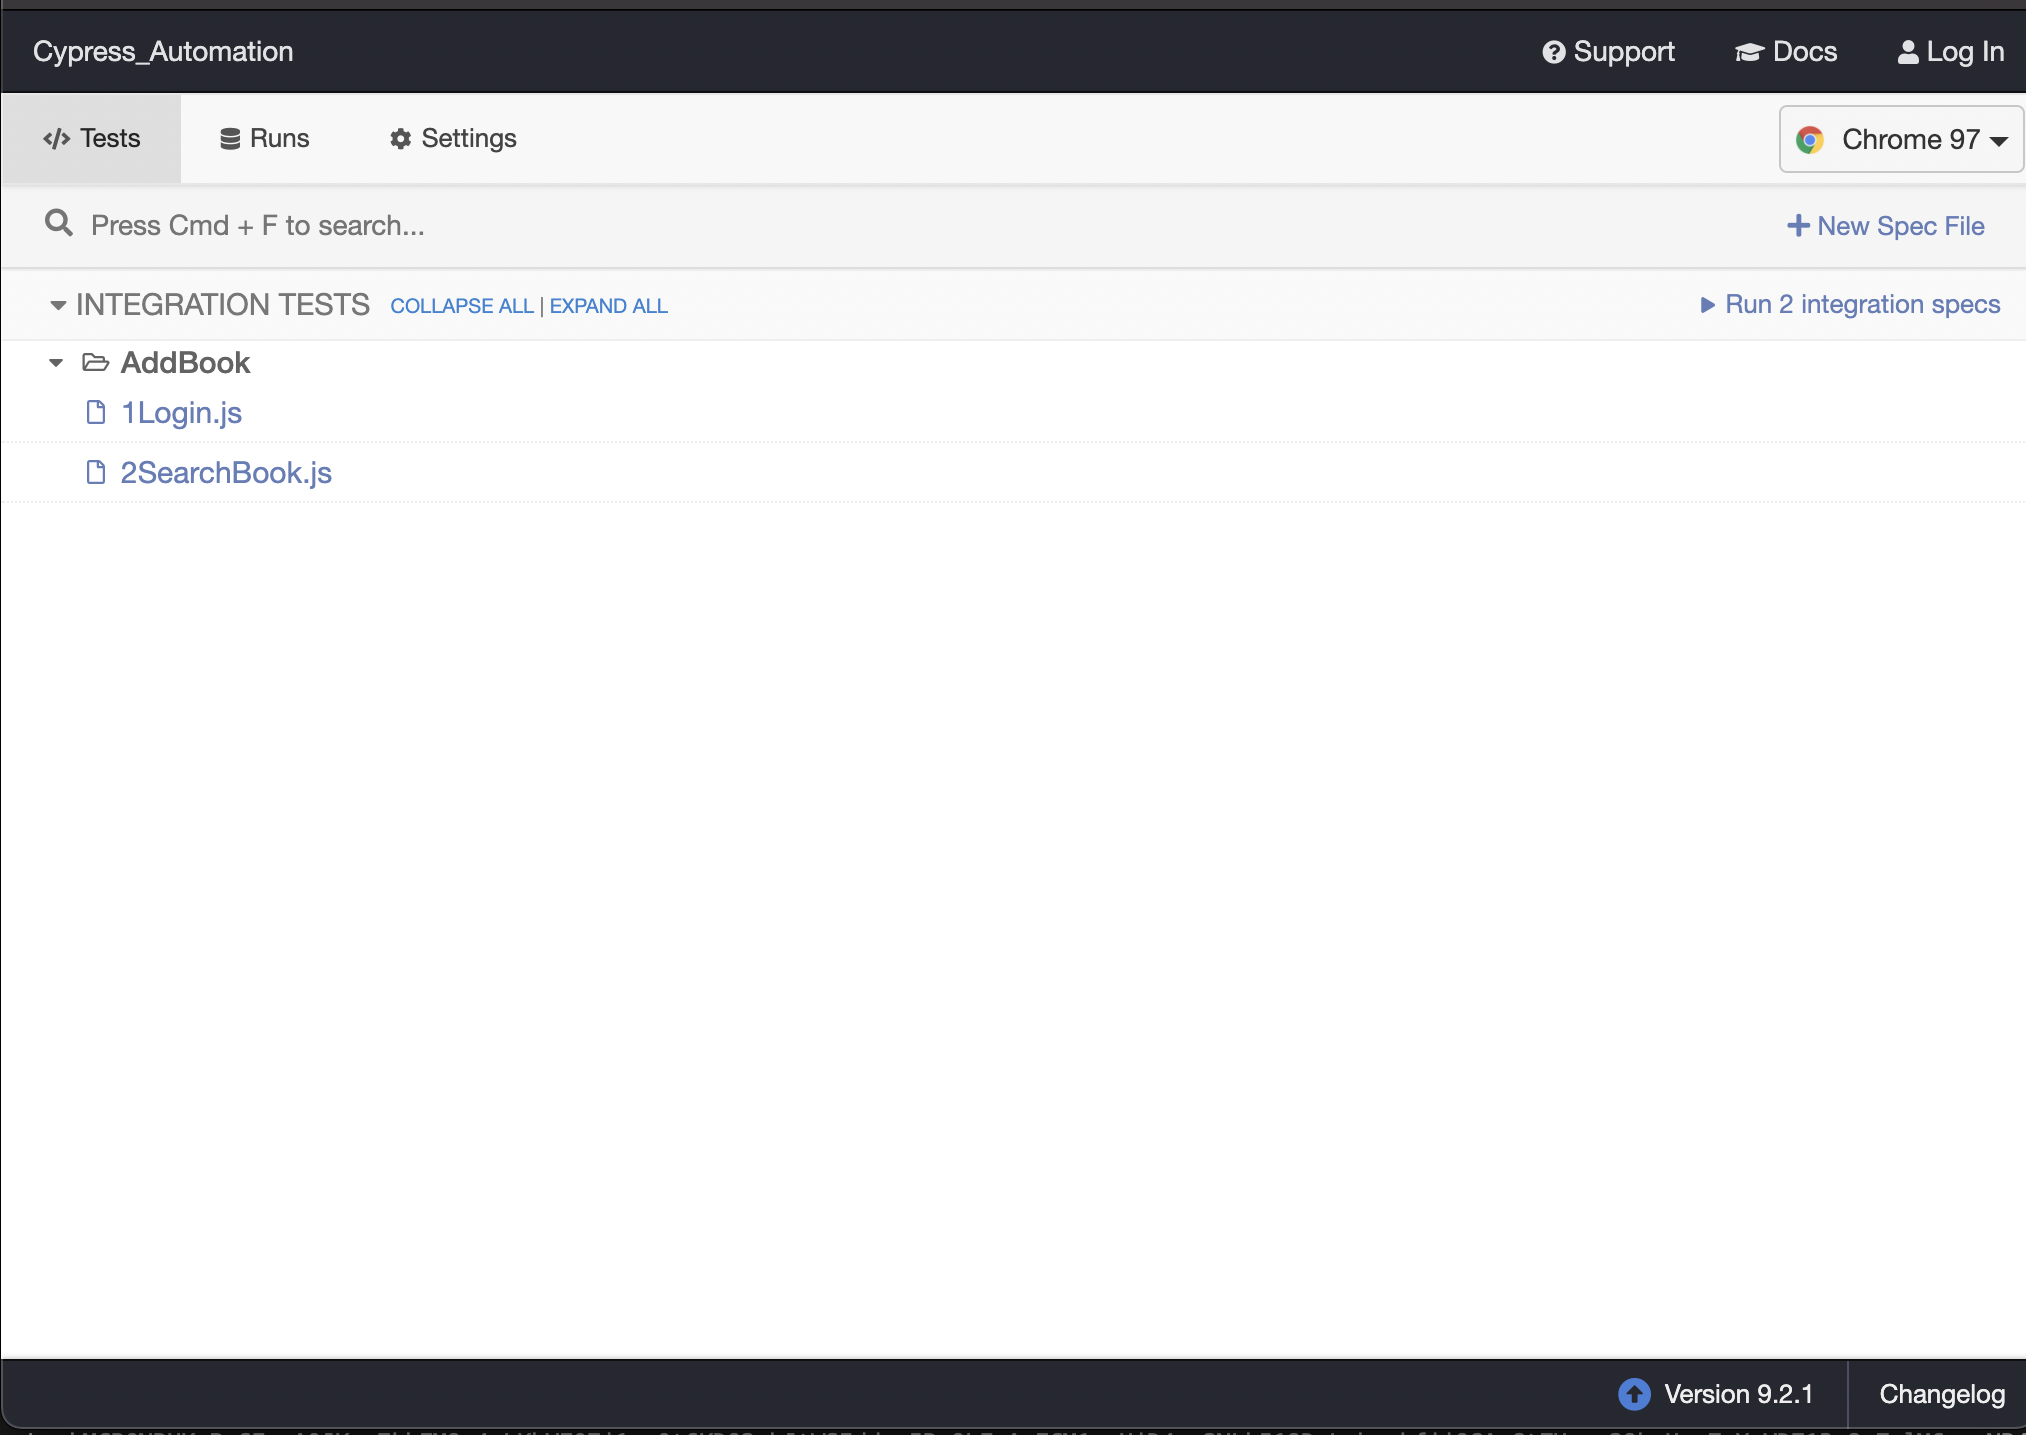 Cypress_Automation Support Docs Log In
Tests Runs Settings Chrome 97
Press Cmd + F to search... New Spec File
INTEGRATION TESTS COLLAPSE ALL | EXPAND ALL Run 2 integration specs
AddBook
1Login.js
2SearchBook.js
Version 9.2.1 Changelog